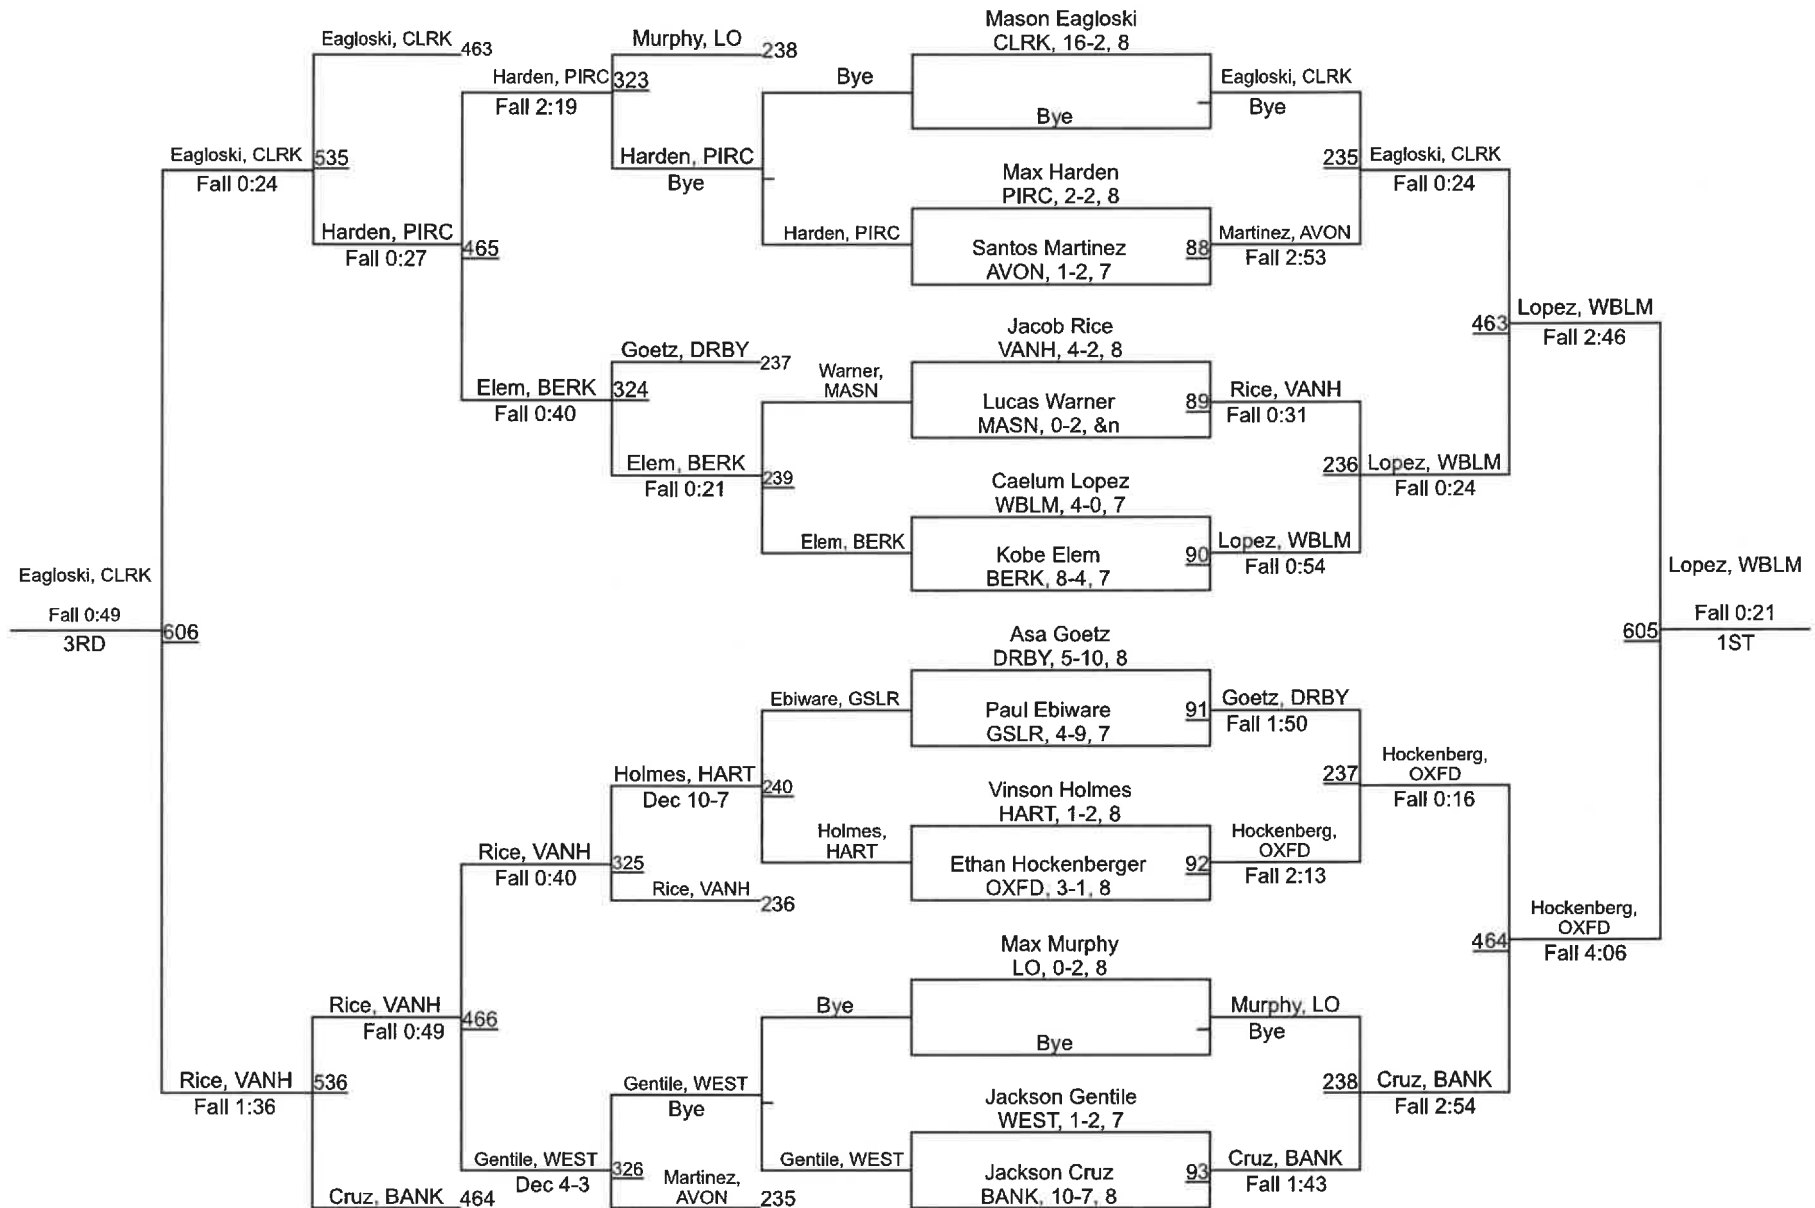 Mason Eagloski
CLRK, 16-2, 8
Eagloski, CLRK
463
Murphy, LO
238
Harden, PIRC
323
Fall 2:19
Bye
Eagloski, CLRK
Bye
Bye
Eagloski, CLRK
535
Fall 0:24
Harden, PIRC
Bye
Max Harden
PIRC, 2-2, 8
235
Eagloski, CLRK
Fall 0:24
Harden, PIRC
465
Fall 0:27
Harden, PIRC
Santos Martinez
AVON, 1-2, 7
88
Martinez, AVON
Fall 2:53
Jacob Rice
VANH, 4-2, 8
463
Lopez, WBLM
Fall 2:46
Goetz, DRBY
237
Elem, BERK
324
Fall 0:40
Warner,
MASN
Lucas Warner
MASN, 0-2, &n
89
Rice, VANH
Fall 0:31
Elem, BERK
239
Fall 0:21
Caelum Lopez
WBLM, 4-0, 7
236
Lopez, WBLM
Fall 0:24
Elem, BERK
Kobe Elem
BERK, 8-4, 7
90
Lopez, WBLM
Fall 0:54
Eagloski, CLRK
Fall 0:49
606
3RD
Lopez, WBLM
Fall 0:21
605
1ST
Asa Goetz
DRBY, 5-10, 8
Ebiware, GSLR
Paul Ebiware
GSLR, 4-9, 7
91
Goetz, DRBY
Fall 1:50
Holmes, HART
240
Dec 10-7
Vinson Holmes
HART, 1-2, 8
237
Hockenberg,
OXFD
Fall 0:16
Rice, VANH
325
Fall 0:40
Holmes,
HART
Ethan Hockenberger
OXFD, 3-1, 8
92
Hockenberg,
OXFD
Fall 2:13
Rice, VANH
236
Max Murphy
LO, 0-2, 8
464
Hockenberg,
OXFD
Fall 4:06
Rice, VANH
466
Fall 0:49
Bye
Bye
Murphy, LO
Bye
Rice, VANH
536
Fall 1:36
Gentile, WEST
Bye
Jackson Gentile
WEST, 1-2, 7
238
Cruz, BANK
Fall 2:54
Gentile, WEST
326
Dec 4-3
Gentile, WEST
Jackson Cruz
BANK, 10-7, 8
93
Cruz, BANK
Fall 1:43
Cruz, BANK
464
Martinez,
AVON
235